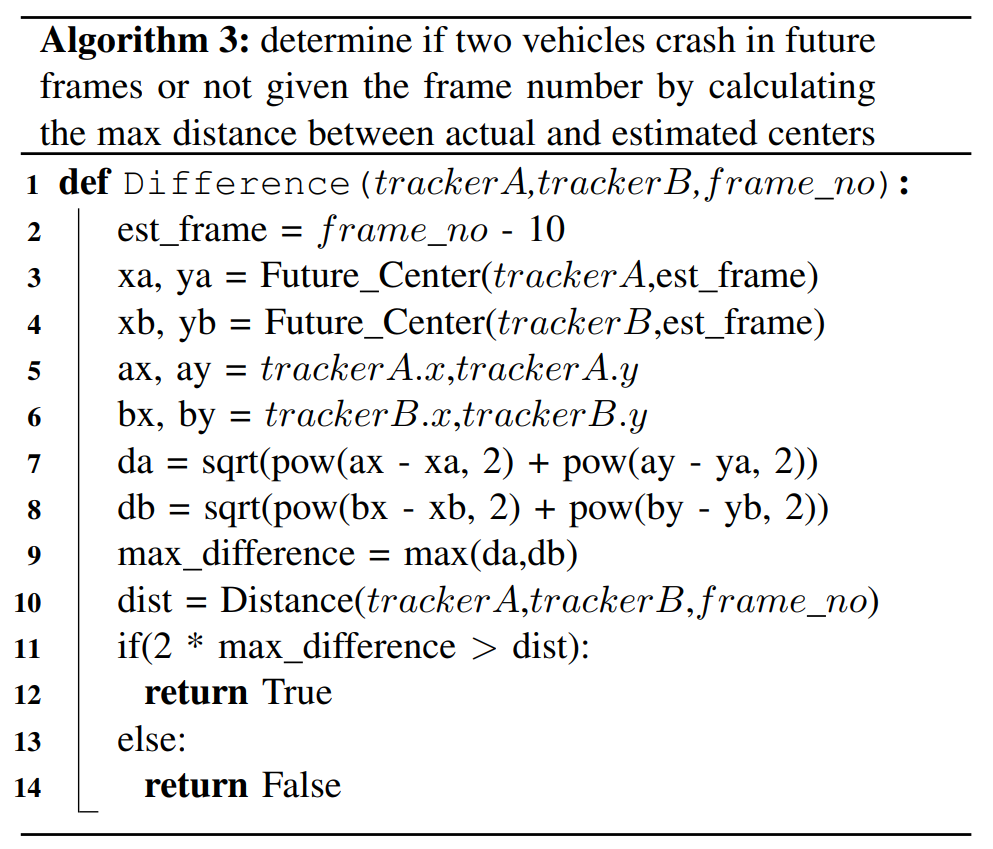 Algorithm 3: determine if two vehicles crash in future
frames or not given the frame number by calculating
the max distance between actual and estimated centers
1 def Difference(trackerA,trackerB,frame_no):
2 est_frame = frame_no - 10
3 xa, ya = Future_Center(trackerA,est_frame)
4 xb, yb = Future_Center(trackerB,est_frame)
5 ax, ay = trackerA.x,trackerA.y
6 bx, by = trackerB.x,trackerB.y
7 da = sqrt(pow(ax - xa, 2) + pow(ay - ya, 2))
8 db = sqrt(pow(bx - xb, 2) + pow(by - yb, 2))
9 max_difference = max(da,db)
10 dist = Distance(trackerA,trackerB,frame_no)
11 if(2 * max_difference > dist):
12 return True
13 else:
14 return False